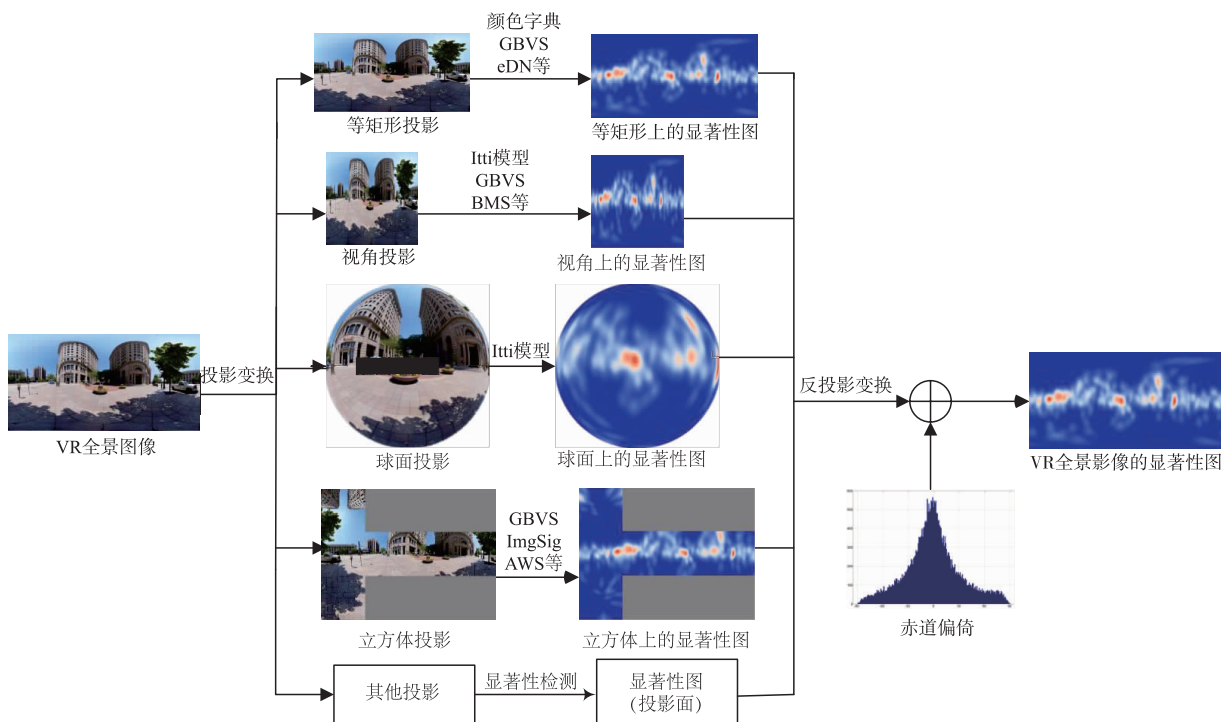 颜色字典
GBVS
eDN等
等矩形投影
等矩形上的显著性图
Itti模型
GBVS
BMS等
视角投影
视角上的显著性图
VR全景图像
投影变换
Itti模型
球面投影
球面上的显著性图
GBVS
ImgSig
AWS等
立方体投影
立方体上的显著性图
其他投影
显著性检测
显著性图
(投影面)
反投影变换
赤道偏倚
VR全景影像的显著性图